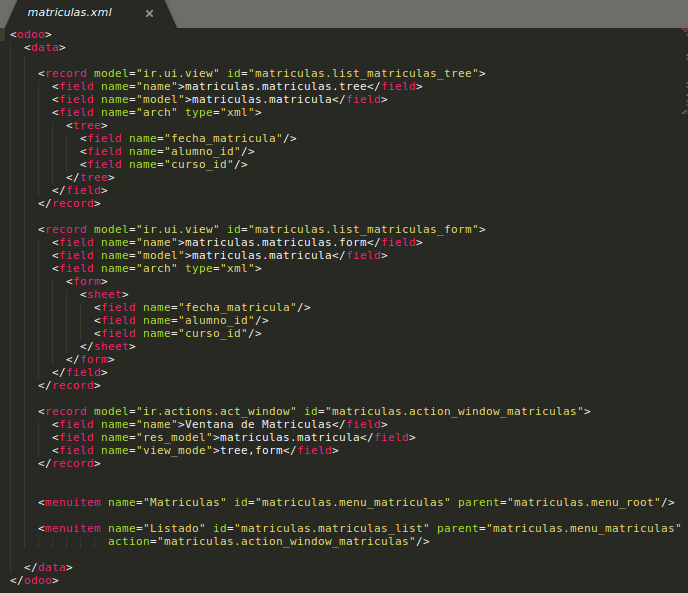 matriculas.xml ×
<odoo>
<data>
<record model="ir.ui.view" id="matriculas.list_matriculas_tree">
<field name="name">matriculas.matriculas.tree</field>
<field name="model">matriculas.matricula</field>
<field name="arch" type="xml">
<tree>
<field name="fecha_matricula"/>
<field name="alumno_id"/>
<field name="curso_id"/>
</tree>
</field>
</record>
<record model="ir.ui.view" id="matriculas.list_matriculas_form">
<field name="name">matriculas.matriculas.form</field>
<field name="model">matriculas.matricula</field>
<field name="arch" type="xml">
<form>
<sheet>
<field name="fecha_matricula"/>
<field name="alumno_id"/>
<field name="curso_id"/>
</sheet>
</form>
</field>
</record>
<record model="ir.actions.act_window" id="matriculas.action_window_matriculas">
<field name="name">Ventana de Matriculas</field>
<field name="res_model">matriculas.matricula</field>
<field name="view_mode">tree,form</field>
</record>
<menuitem name="Matriculas" id="matriculas.menu_matriculas" parent="matriculas.menu_root"/>
<menuitem name="Listado" id="matriculas.matriculas_list" parent="matriculas.menu_matriculas"
action="matriculas.action_window_matriculas"/>
</data>
</odoo>